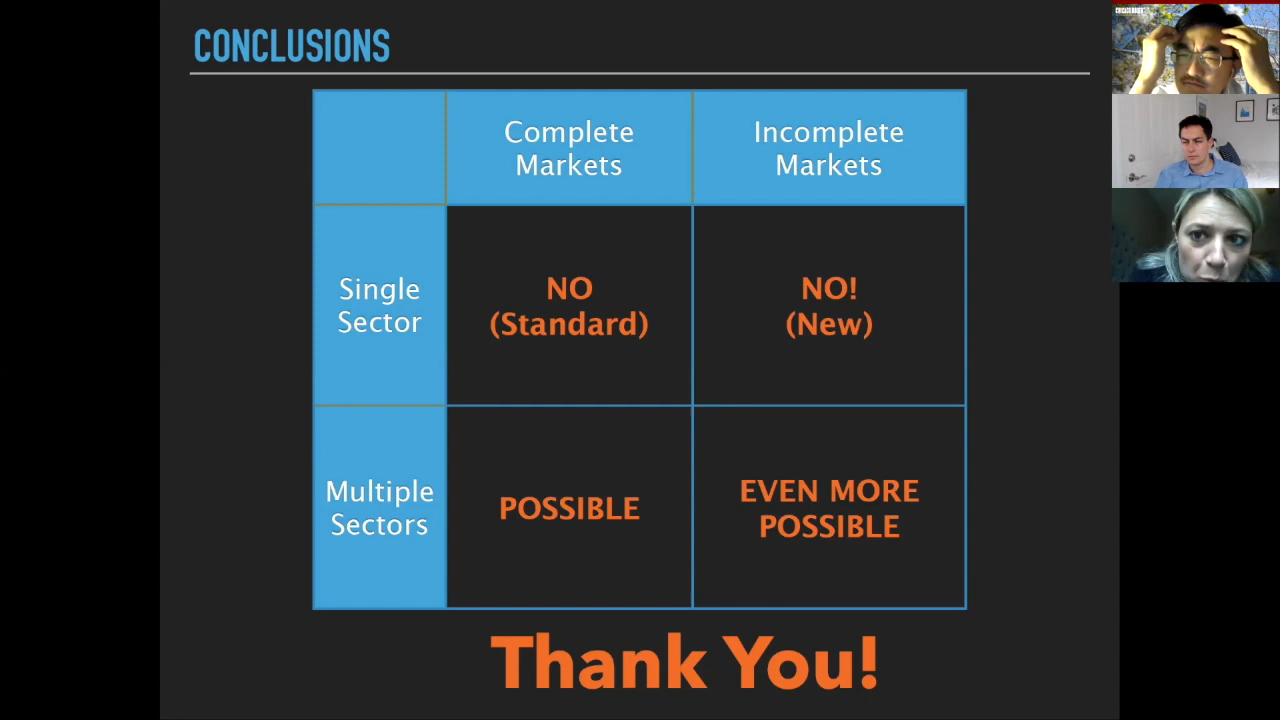 CONCLUSIONS
Complete
Markets
Incomplete
Markets
Single
Sector
NO
(Standard)
NO!
(New)
Multiple
Sectors
POSSIBLE
EVEN MORE
POSSIBLE
Thank You!